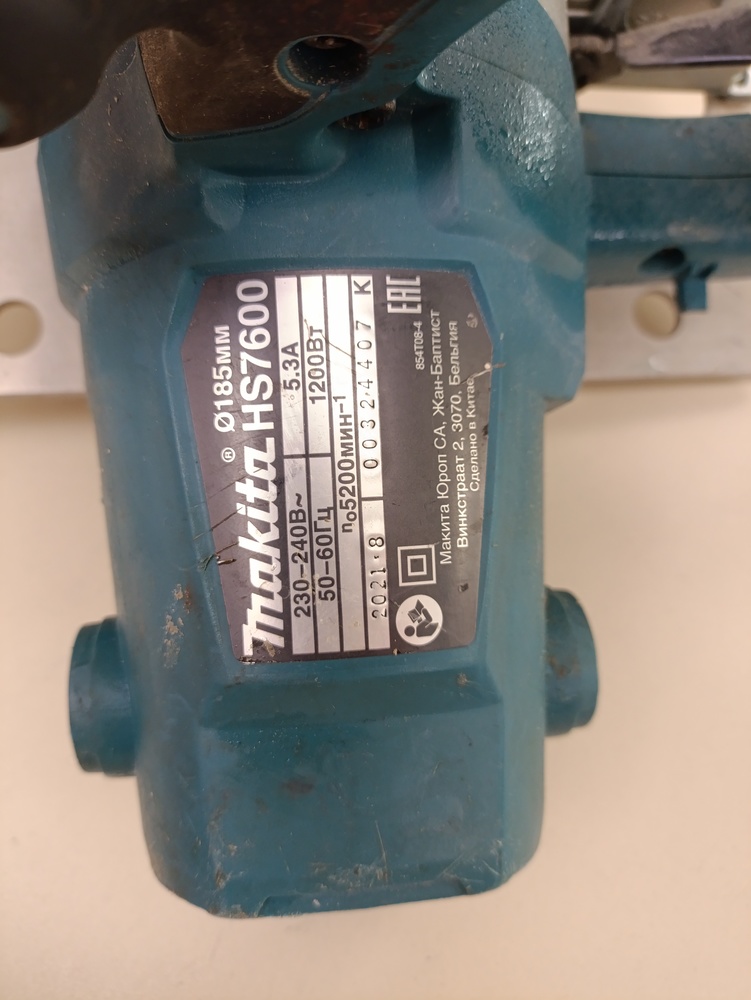 Makita® Ø185мм
HS7600
230–240В~ 5.3А
50–60Гц 1200Вт
n₀5200мин⁻¹
2021.8 00324407 K
EAC
854T08-4
Макита Юроп СА, Жан-Баптист
Винкстраат 2, 3070, Бельгия
Сделано в Китае